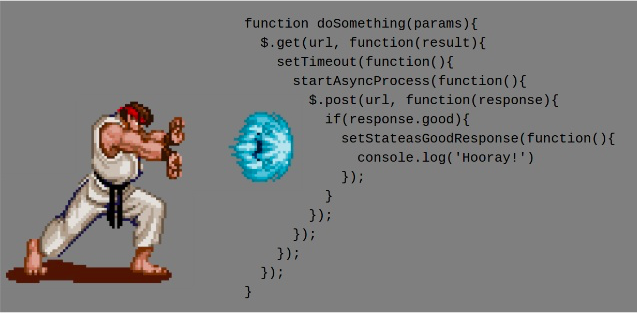 function doSomething(params){
  $.get(url, function(result){
    setTimeout(function(){
      startAsyncProcess(function(){
        $.post(url, function(response){
          if(response.good){
            setStateasGoodResponse(function(){
              console.log('Hooray!')
            });
          }
        });
      });
    });
  });
}